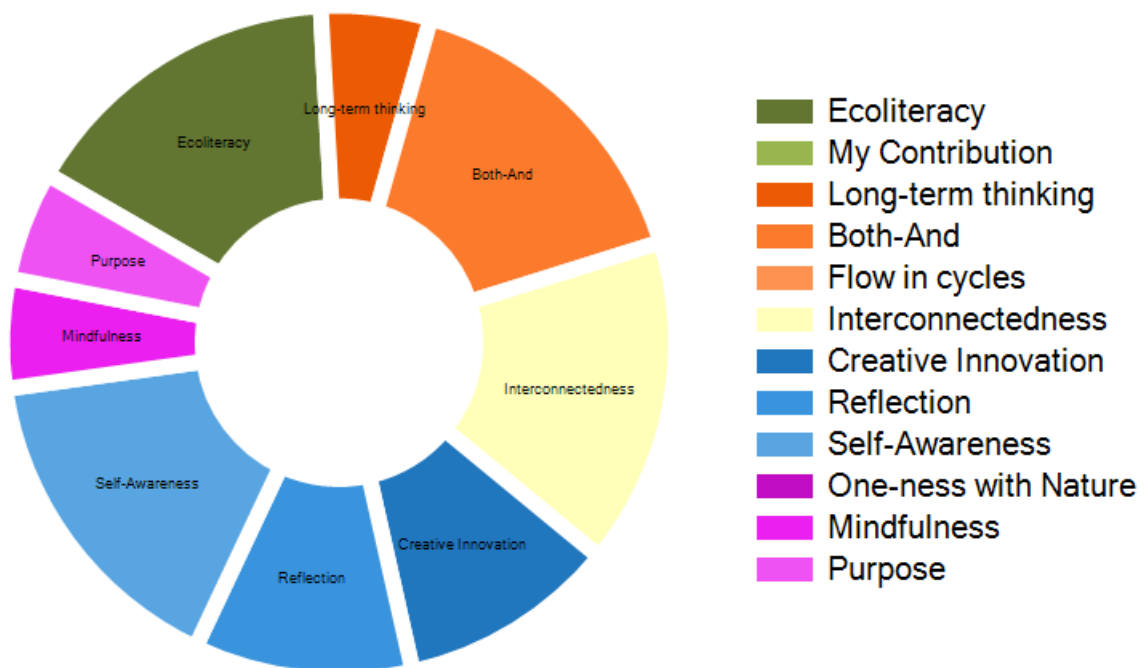 Long-term thinking
Ecoliteracy
Both-And
Purpose
Mindfulness
Interconnectedness
Self-Awareness
Creative Innovation
Reflection
Ecoliteracy
My Contribution
Long-term thinking
Both-And
Flow in cycles
Interconnectedness
Creative Innovation
Reflection
Self-Awareness
One-ness with Nature
Mindfulness
Purpose